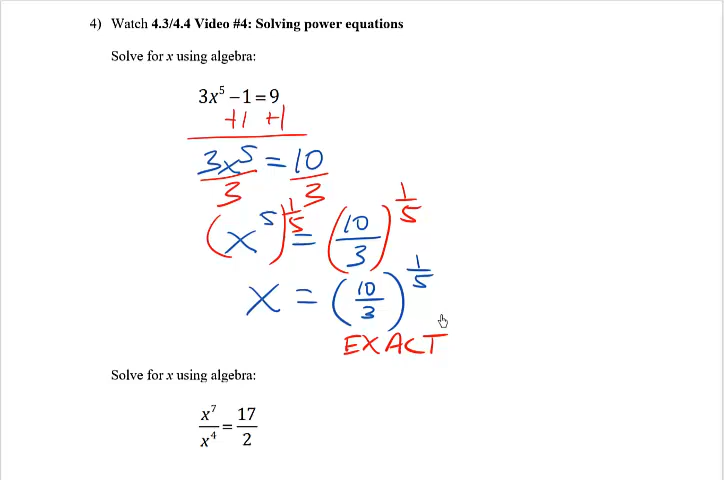 4) Watch 4.3/4.4 Video #4: Solving power equations
Solve for x using algebra:
3x⁵ − 1 = 9
+1 +1
3x⁵/3 = 10/3
(x⁵)^(1/5) = (10/3)^(1/5)
x = (10/3)^(1/5)
EXACT
Solve for x using algebra:
x⁷/x⁴ = 17/2